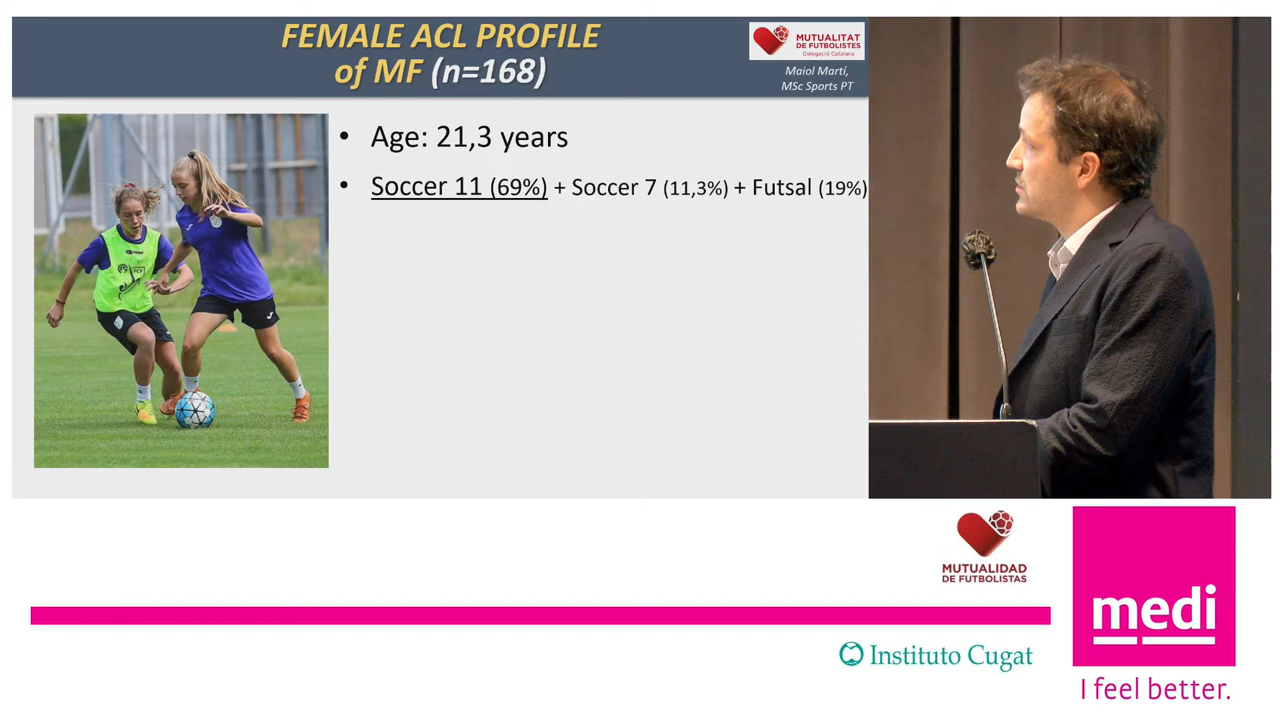 FEMALE ACL PROFILE
of MF (n=168)
MUTUALITAT
DE FUTBOLISTES
Delegació Catalana
Maiol Martí,
MSc Sports PT
• Age: 21,3 years
• Soccer 11 (69%) + Soccer 7 (11,3%) + Futsal (19%)
MUTUALIDAD
DE FUTBOLISTAS
medi
Instituto Cugat
I feel better.